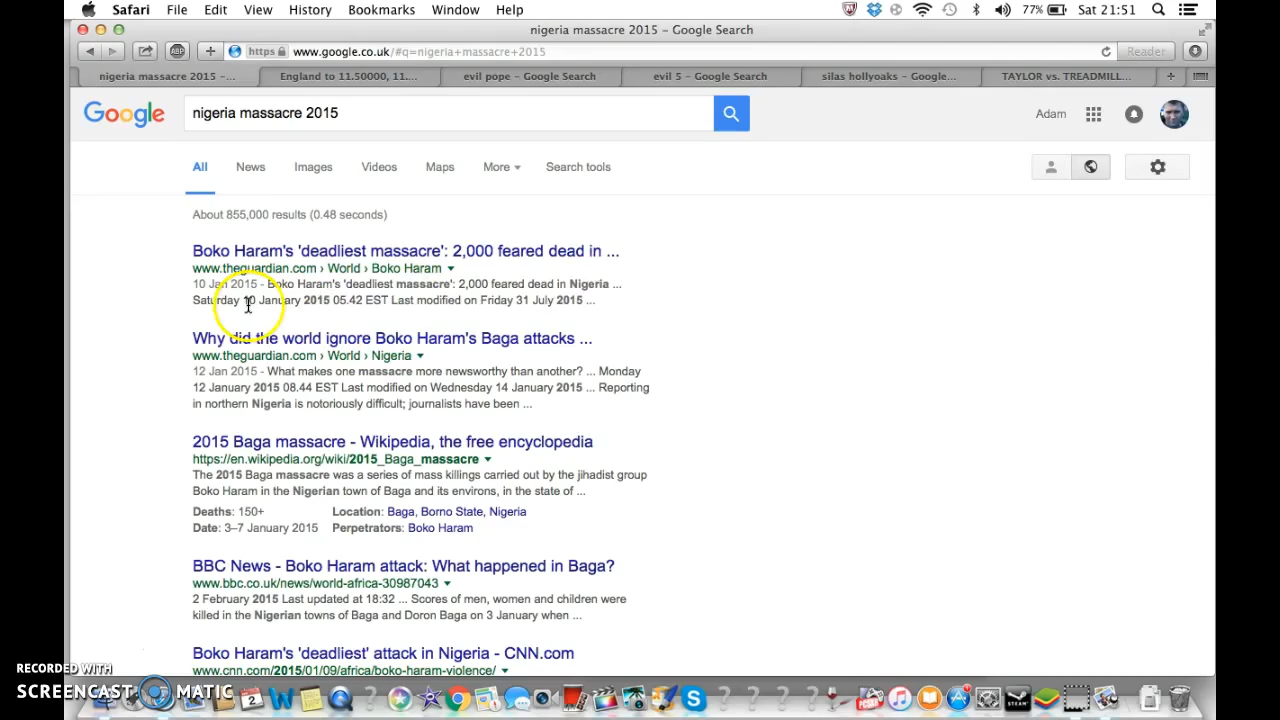 Safari File Edit View History Bookmarks Window Help 77% Sat 21:51
nigeria massacre 2015 – Google Search
ABP https www.google.co.uk/#q=nigeria+massacre+2015 Reader
nigeria massacre 2015 –... England to 11.50000, 11.... evil pope – Google Search evil 5 – Google Search silas hollyoaks – Google... TAYLOR vs. TREADMILL...
Google nigeria massacre 2015 Adam
All News Images Videos Maps More Search tools
About 855,000 results (0.48 seconds)
Boko Haram's 'deadliest massacre': 2,000 feared dead in ...
www.theguardian.com › World › Boko Haram
10 Jan 2015 - Boko Haram's 'deadliest massacre': 2,000 feared dead in Nigeria ...
Saturday 10 January 2015 05.42 EST Last modified on Friday 31 July 2015 ...
Why did the world ignore Boko Haram's Baga attacks ...
www.theguardian.com › World › Nigeria
12 Jan 2015 - What makes one massacre more newsworthy than another? ... Monday
12 January 2015 08.44 EST Last modified on Wednesday 14 January 2015 ... Reporting
in northern Nigeria is notoriously difficult; journalists have been ...
2015 Baga massacre - Wikipedia, the free encyclopedia
https://en.wikipedia.org/wiki/2015_Baga_massacre
The 2015 Baga massacre was a series of mass killings carried out by the jihadist group
Boko Haram in the Nigerian town of Baga and its environs, in the state of ...
Deaths: 150+ Location: Baga, Borno State, Nigeria
Date: 3–7 January 2015 Perpetrators: Boko Haram
BBC News - Boko Haram attack: What happened in Baga?
www.bbc.co.uk/news/world-africa-30987043
2 February 2015 Last updated at 18:32 ... Scores of men, women and children were
killed in the Nigerian towns of Baga and Doron Baga on 3 January when ...
Boko Haram's 'deadliest' attack in Nigeria - CNN.com
www.cnn.com/2015/01/09/africa/boko-haram-violence/
RECORDED WITH
SCREENCAST MATIC